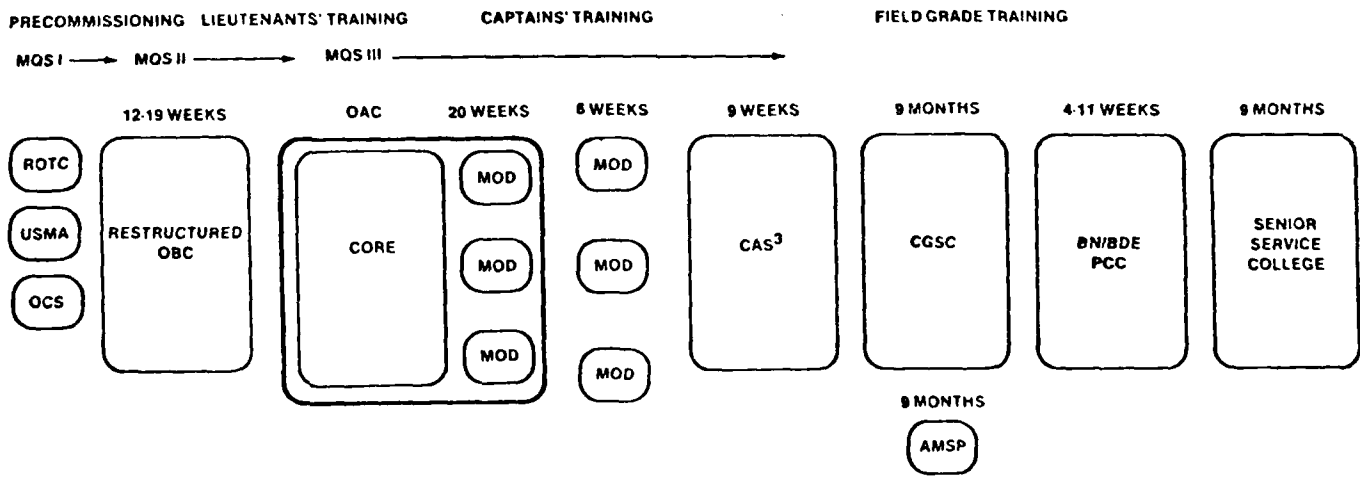 PRECOMMISSIONING LIEUTENANTS' TRAINING CAPTAINS' TRAINING FIELD GRADE TRAINING
MQS I MQS II MQS III
12-19 WEEKS OAC 20 WEEKS 6 WEEKS 9 WEEKS 9 MONTHS 4-11 WEEKS 9 MONTHS
ROTC
USMA
OCS
RESTRUCTURED
OBC
CORE
MOD
MOD
MOD
MOD
MOD
MOD
CAS³
CGSC
BN/BDE
PCC
SENIOR
SERVICE
COLLEGE
9 MONTHS
AMSP